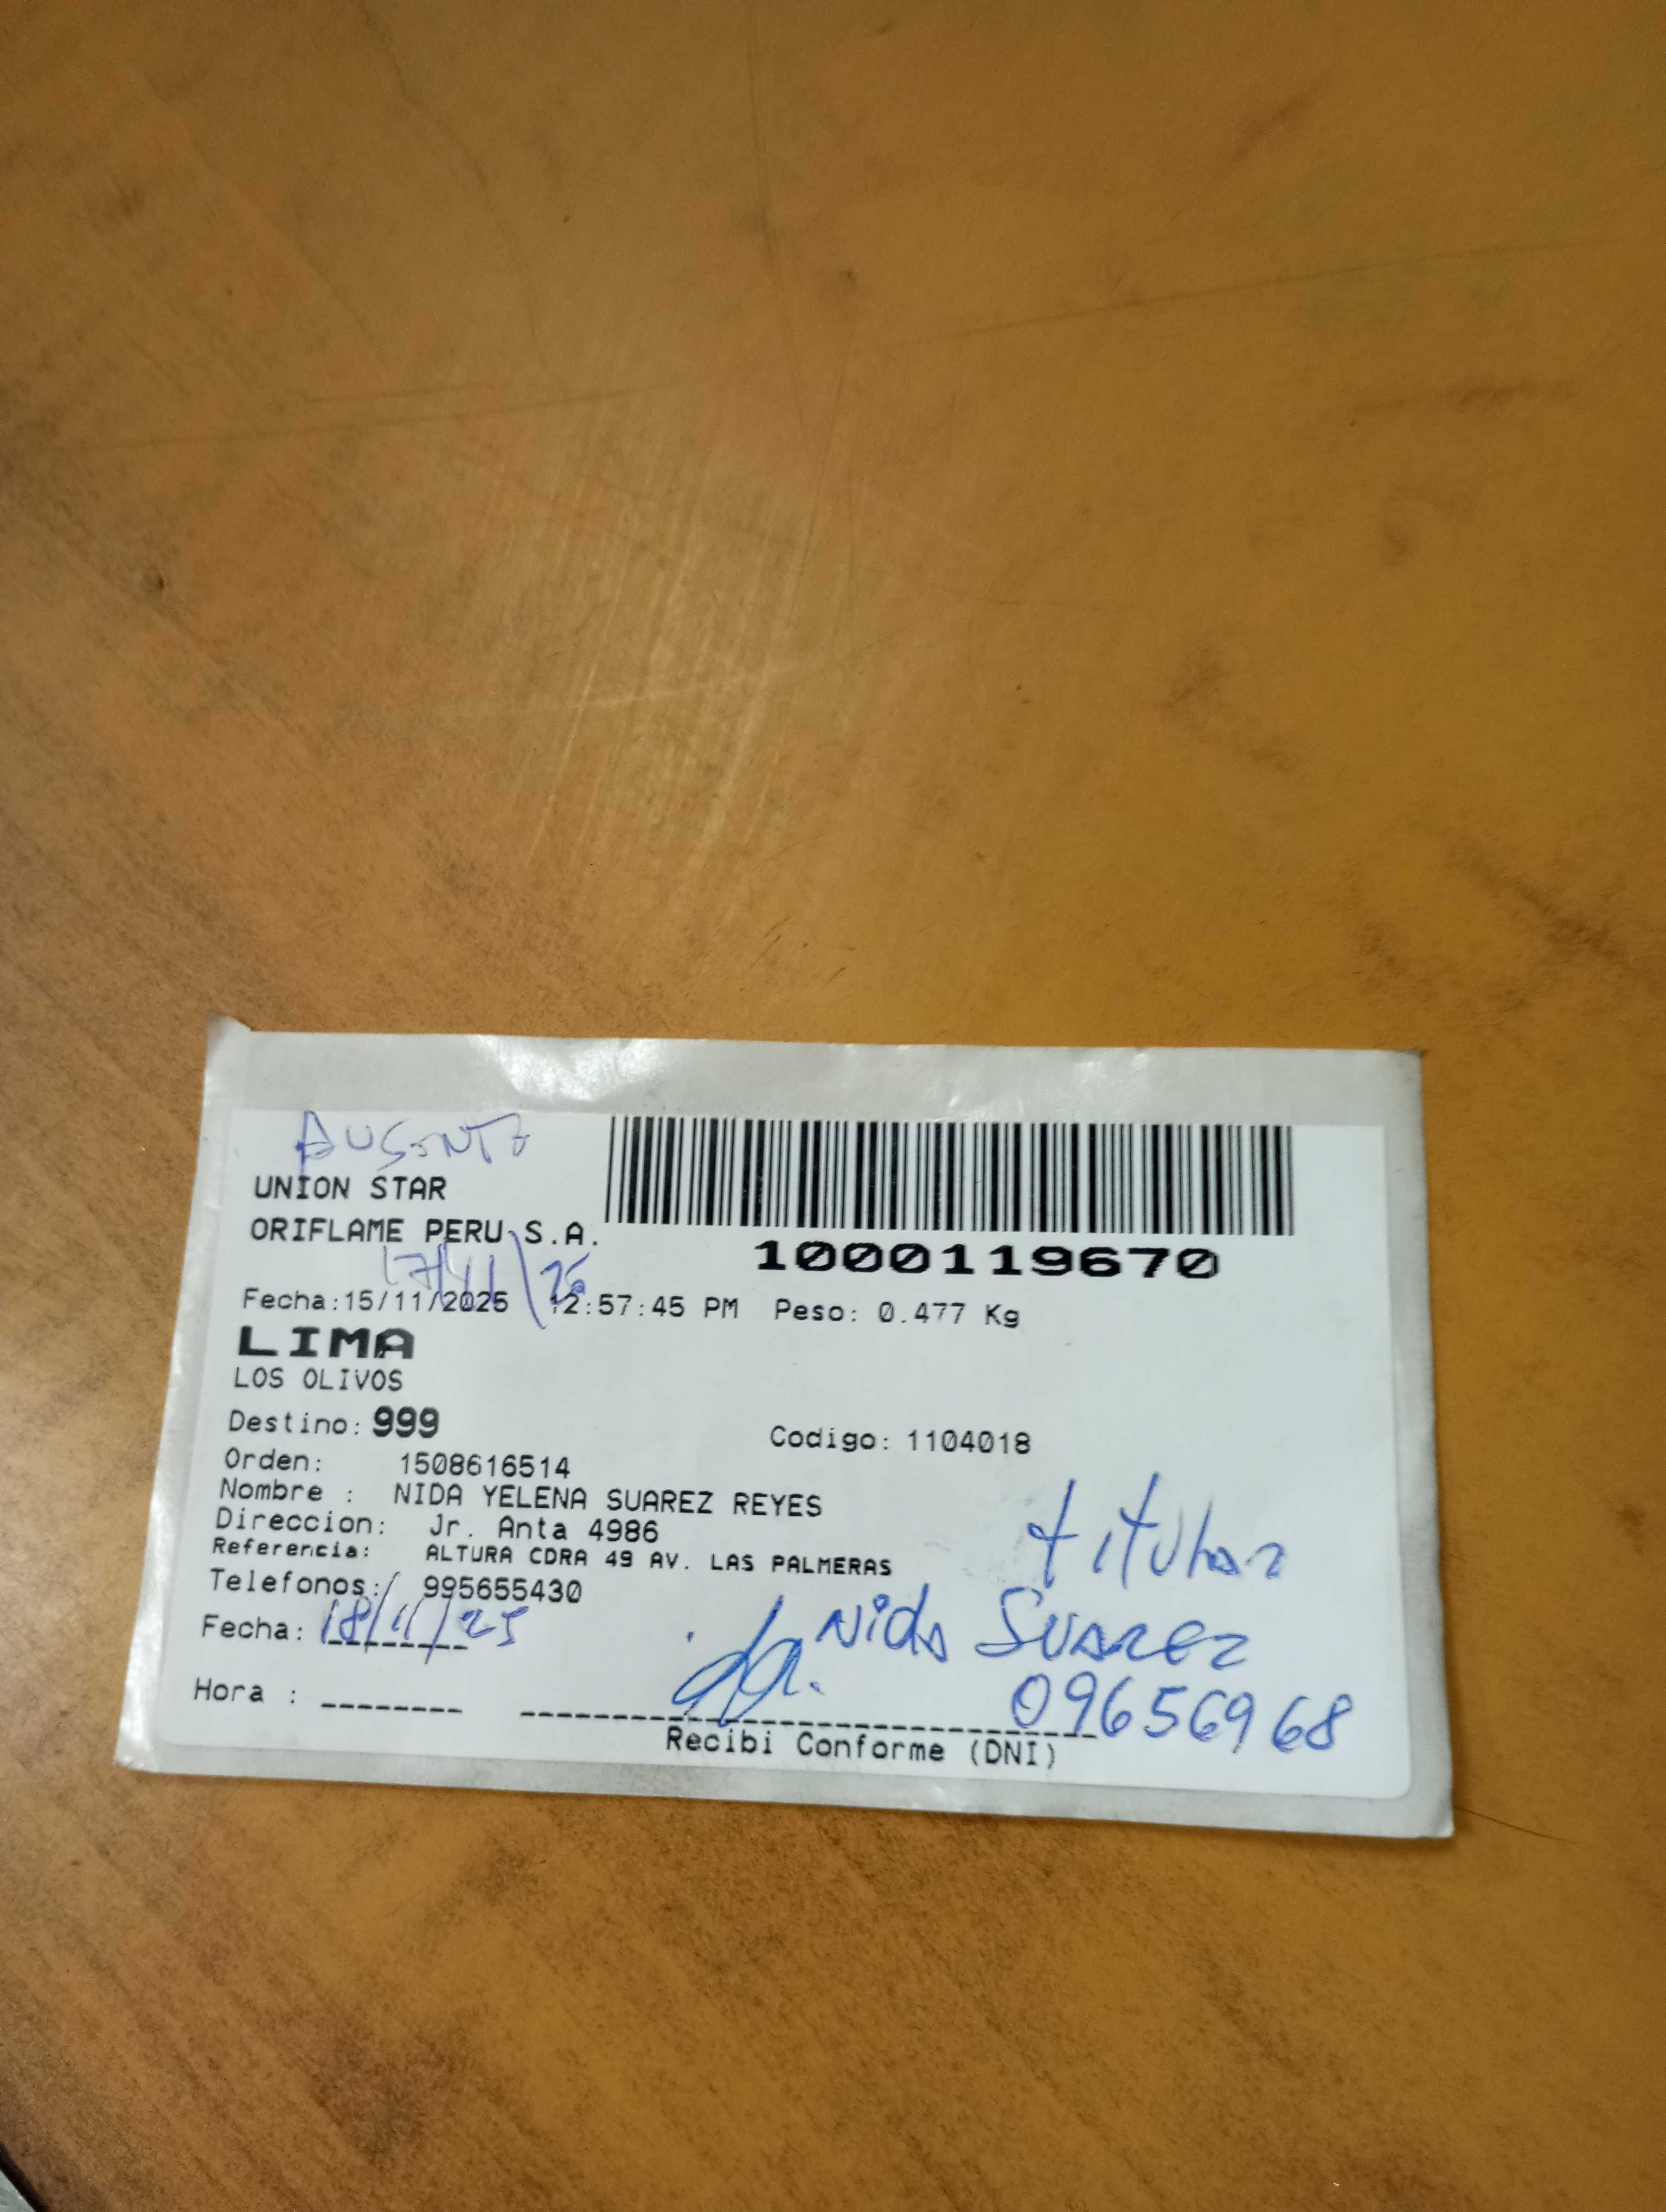 AUSENTE
UNION STAR
ORIFLAME PERU S.A.
1000119670
17/11/25
Fecha:15/11/2025 12:57:45 PM Peso: 0.477 Kg
LIMA
LOS OLIVOS
Destino: 999 Codigo: 1104018
Orden: 1508616514
Nombre : NIDA YELENA SUAREZ REYES
Direccion: Jr. Anta 4986
Referencia: ALTURA CDRA 49 AV. LAS PALMERAS
titular
Telefonos: 995655430
Fecha: 18/11/25
Nida SUAREZ
Hora :
09656968
Recibi Conforme (DNI)